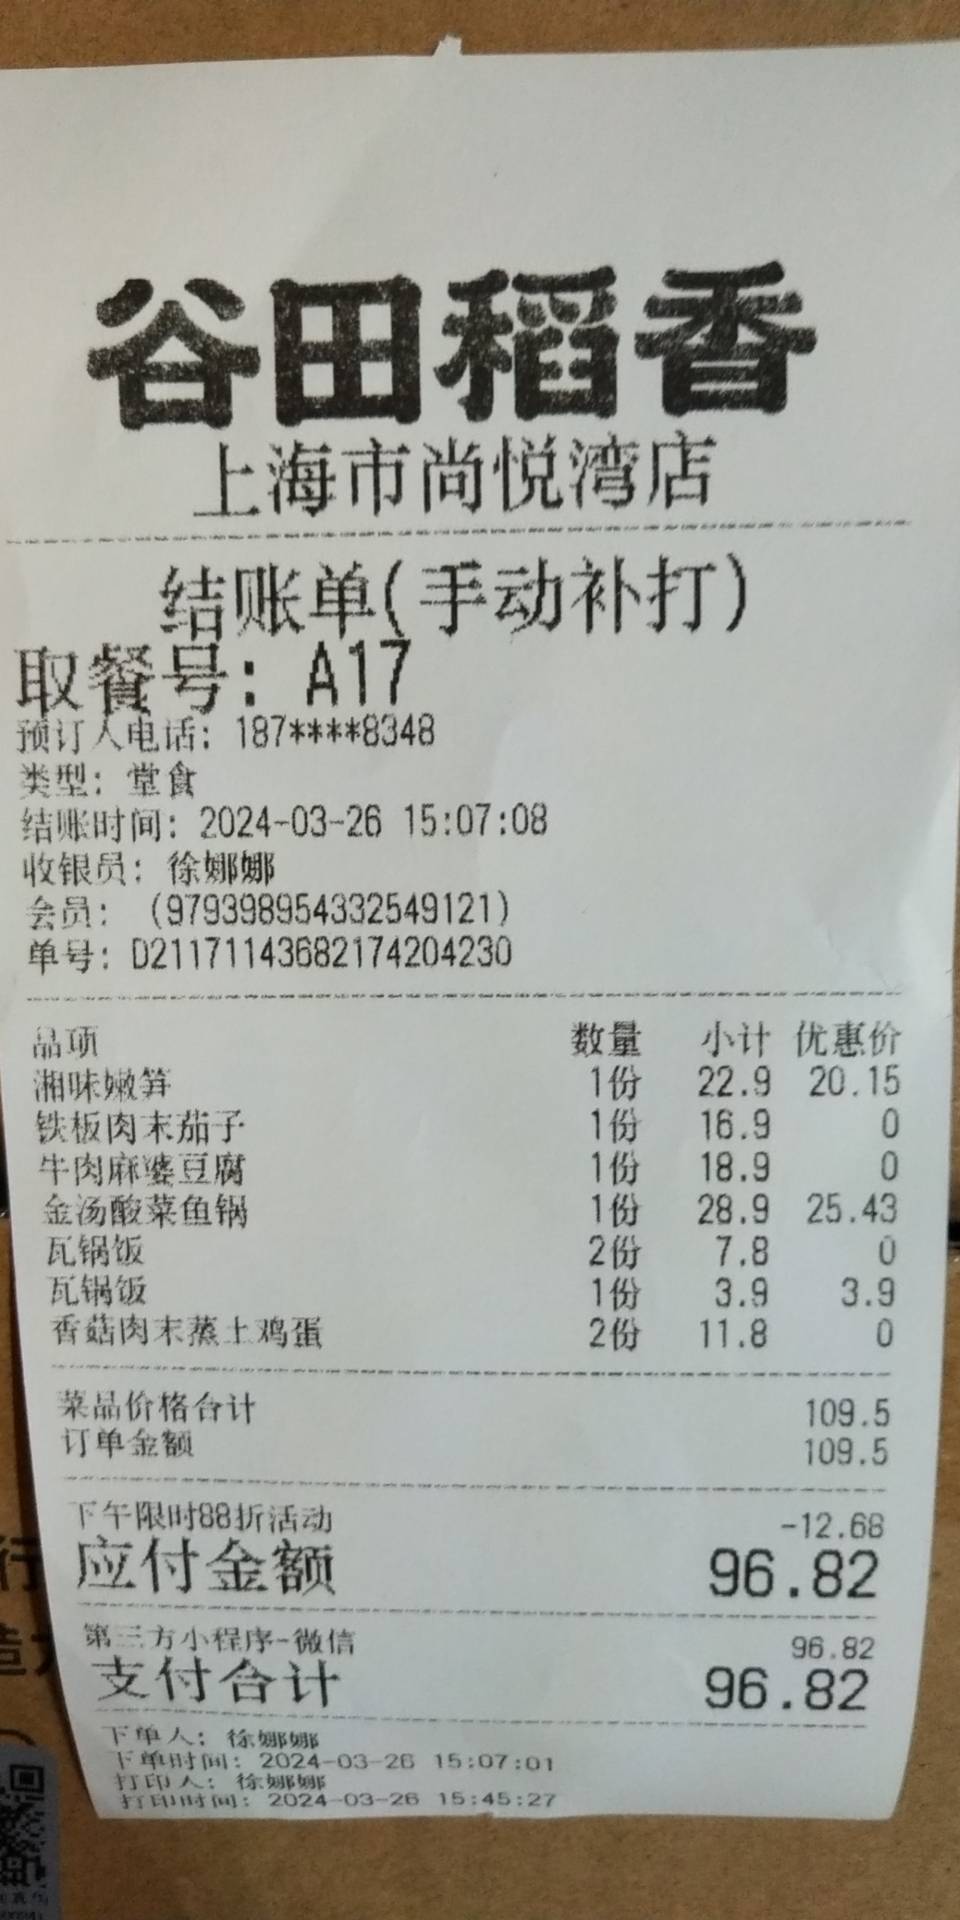 谷田稻香
上海市尚悦湾店
结账单(手动补打)
取餐号: A17
预订人电话: 187****8348
类型: 堂食
结账时间: 2024-03-26 15:07:08
收银员: 徐娜娜
会员: (979398954332549121)
单号: D211711436821742​04230
品项 数量 小计 优惠价
湘味嫩笋 1份 22.9 20.15
铁板肉末茄子 1份 16.9 0
牛肉麻婆豆腐 1份 18.9 0
金汤酸菜鱼锅 1份 28.9 25.43
瓦锅饭 2份 7.8 0
瓦锅饭 1份 3.9 3.9
香菇肉末蒸土鸡蛋 2份 11.8 0
菜品价格合计 109.5
订单金额 109.5
下午限时88折活动 -12.68
应付金额 96.82
第三方小程序-微信 96.82
支付合计 96.82
下单人: 徐娜娜
下单时间: 2024-03-26 15:07:01
打印人: 徐娜娜
打印时间: 2024-03-26 15:45:27
行
造